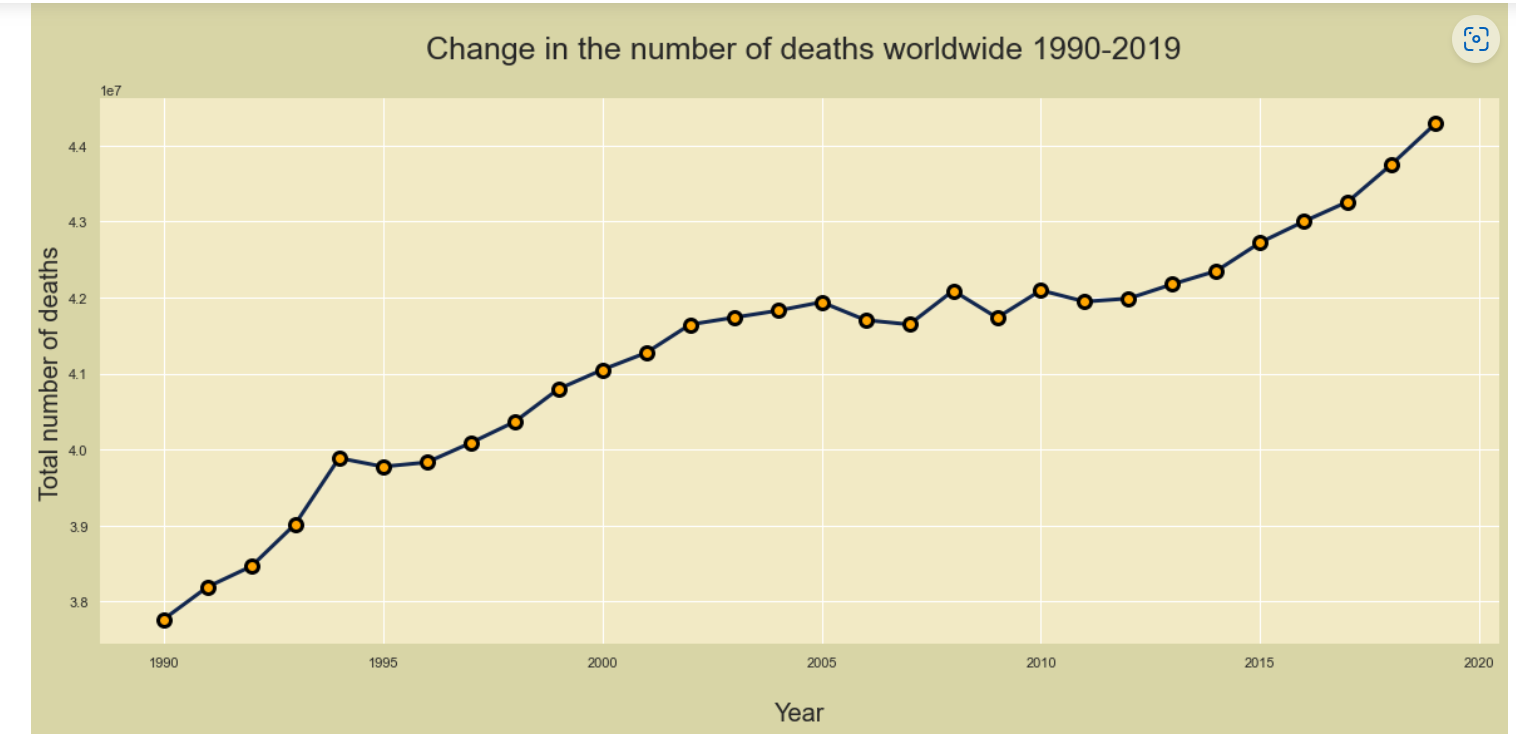 Change in the number of deaths worldwide 1990-2019
1e7
4.4
4.3
4.2
4.1
4.0
3.9
3.8
Total number of deaths
1990 1995 2000 2005 2010 2015 2020
Year